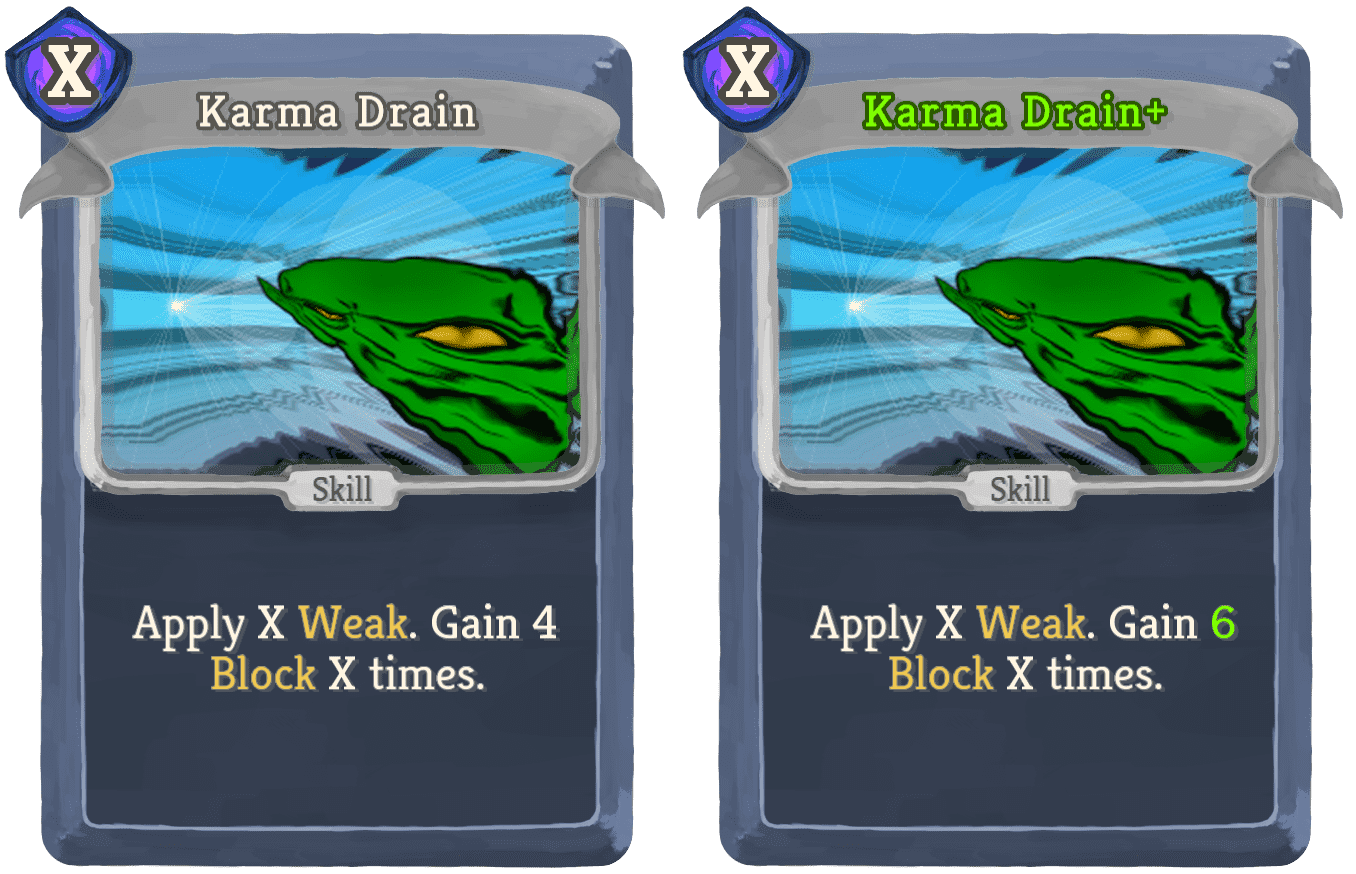 X
Karma Drain
Skill
Apply X Weak. Gain 4
Block X times.
X
Karma Drain+
Skill
Apply X Weak. Gain 6
Block X times.